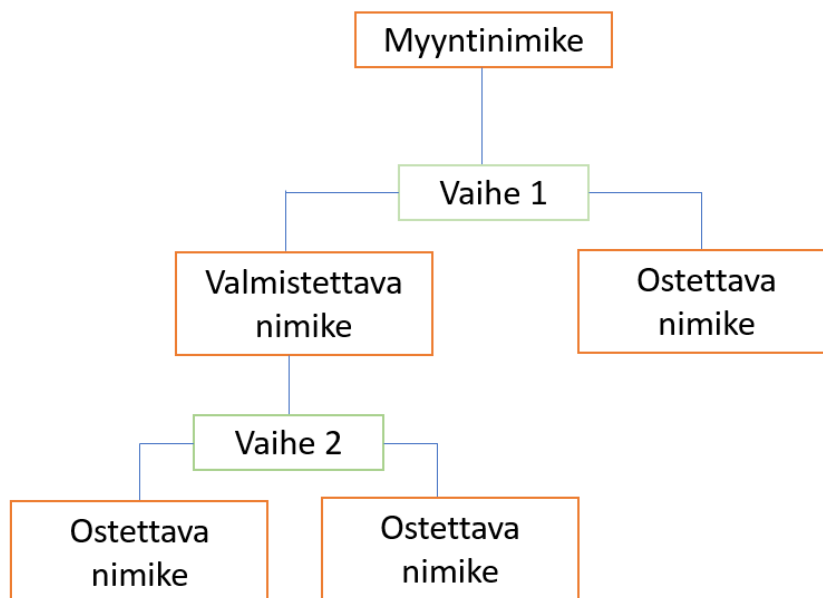 Myyntinimike
Vaihe 1
Valmistettava
nimike
Ostettava
nimike
Vaihe 2
Ostettava
nimike
Ostettava
nimike